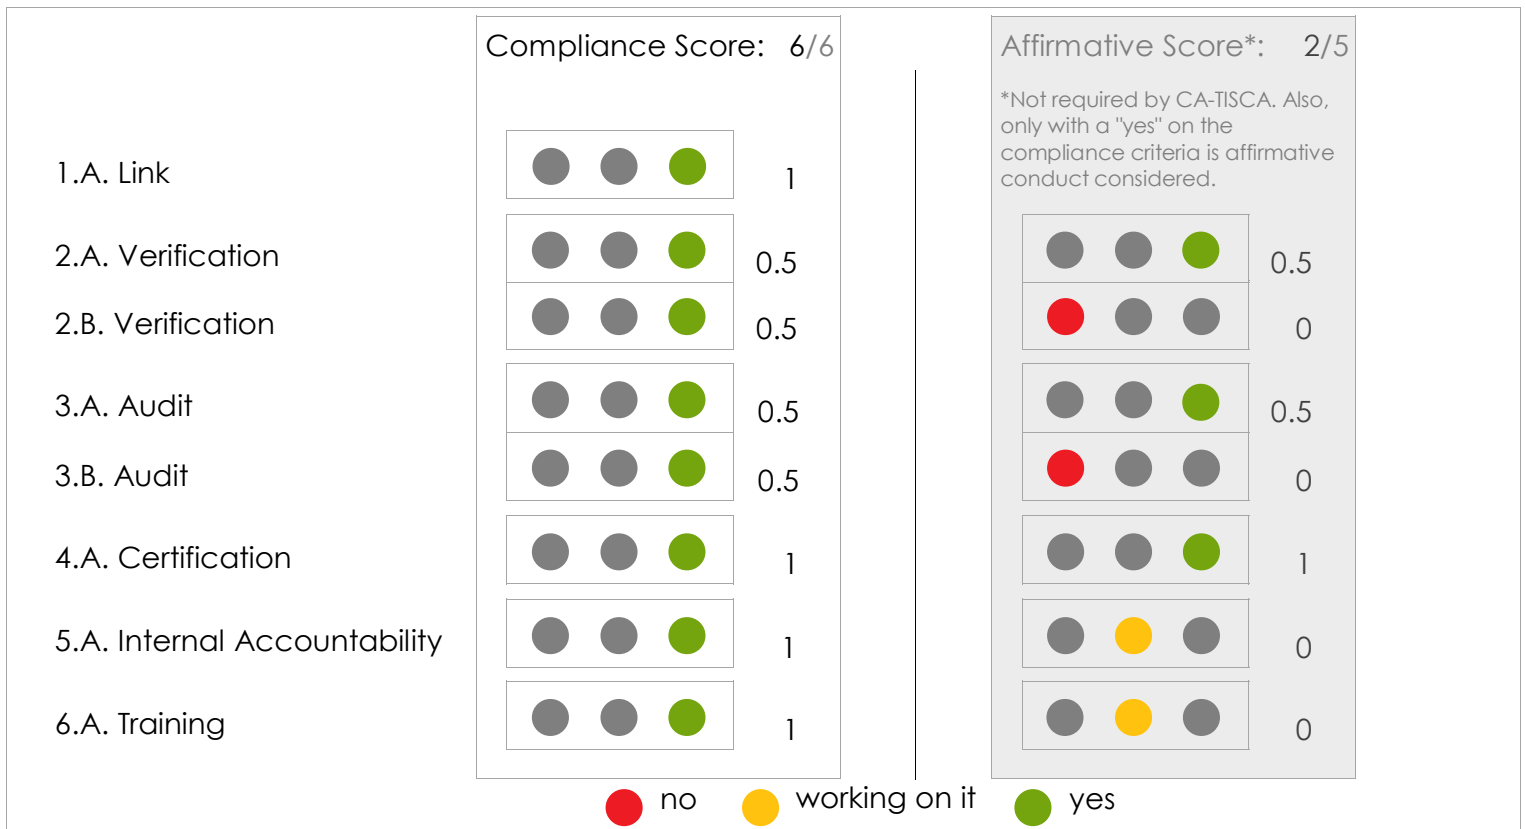 Compliance Score: 6/6
Affirmative Score*: 2/5
*Not required by CA-TISCA. Also,
only with a "yes" on the
compliance criteria is affirmative
conduct considered.
1.A. Link 1
2.A. Verification 0.5 0.5
2.B. Verification 0.5 0
3.A. Audit 0.5 0.5
3.B. Audit 0.5 0
4.A. Certification 1 1
5.A. Internal Accountability 1 0
6.A. Training 1 0
no working on it yes